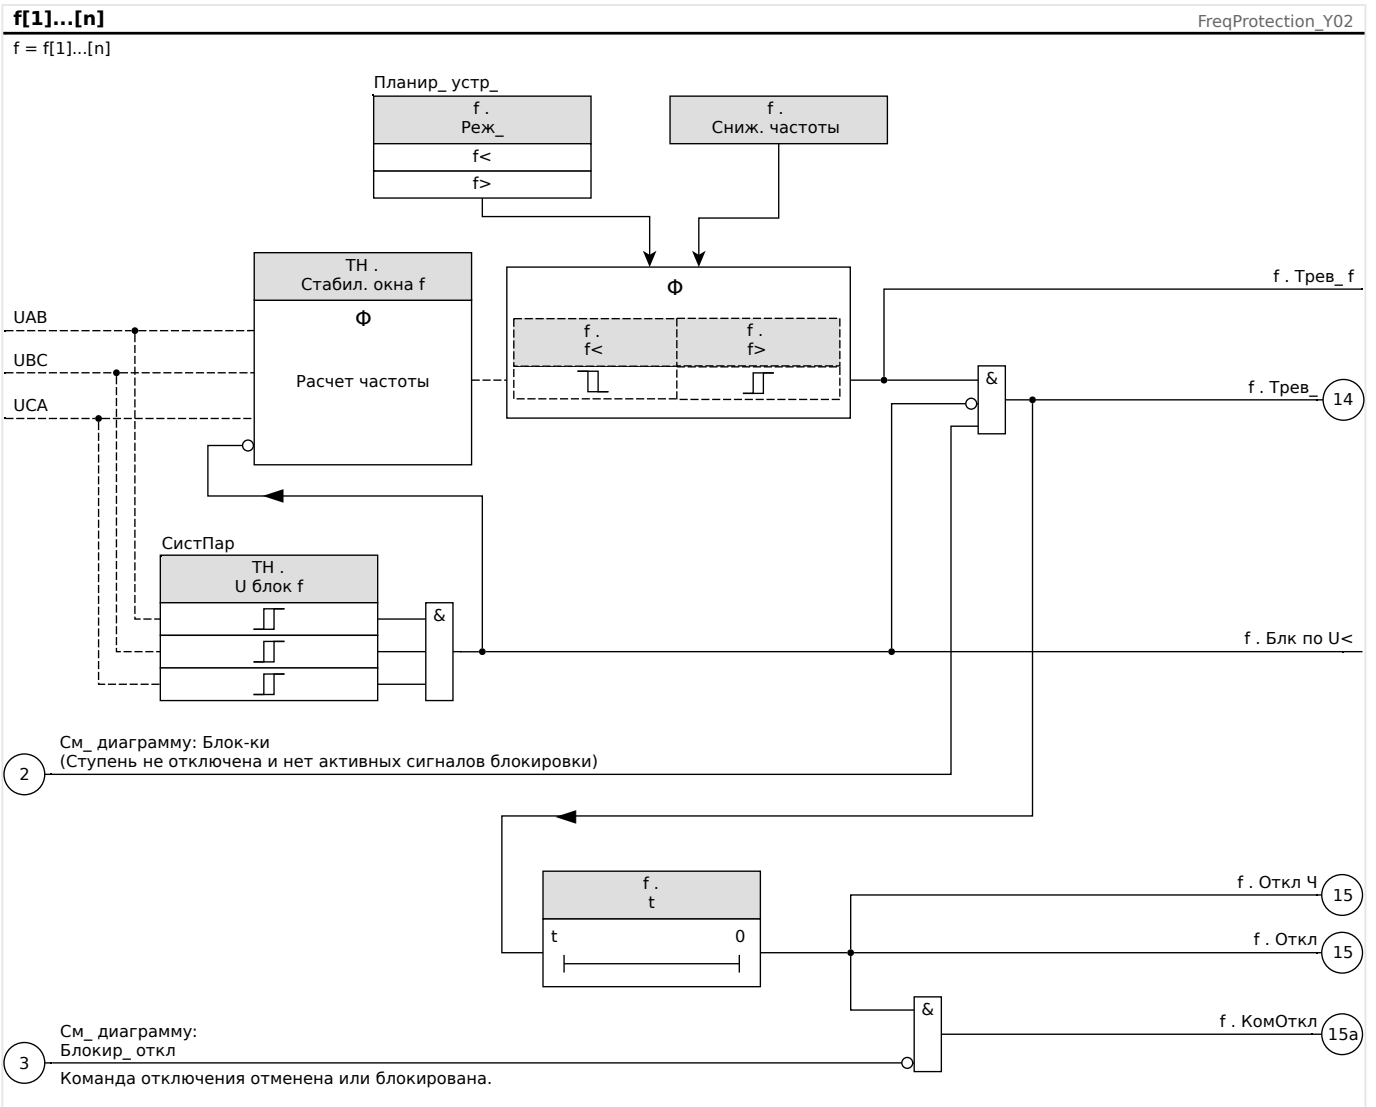 f[1]...[n]
FreqProtection_Y02
f = f[1]...[n]
Планир_ устр_
f .
Реж_
f<
f>
f .
Сниж. частоты
ТН .
Стабил. окна f
Ф
Расчет частоты
Ф
f .
f<
f .
f>
f . Трев_ f
UAB
UBC
UCA
&
f . Трев_
14
СистПар
ТН .
U блок f
&
f . Блк по U<
См_ диаграмму: Блок-ки
(Ступень не отключена и нет активных сигналов блокировки)
2
f .
t
t
0
f . Откл Ч
15
f . Откл
15
&
f . КомОткл
15a
См_ диаграмму:
Блокир_ откл
3
Команда отключения отменена или блокирована.